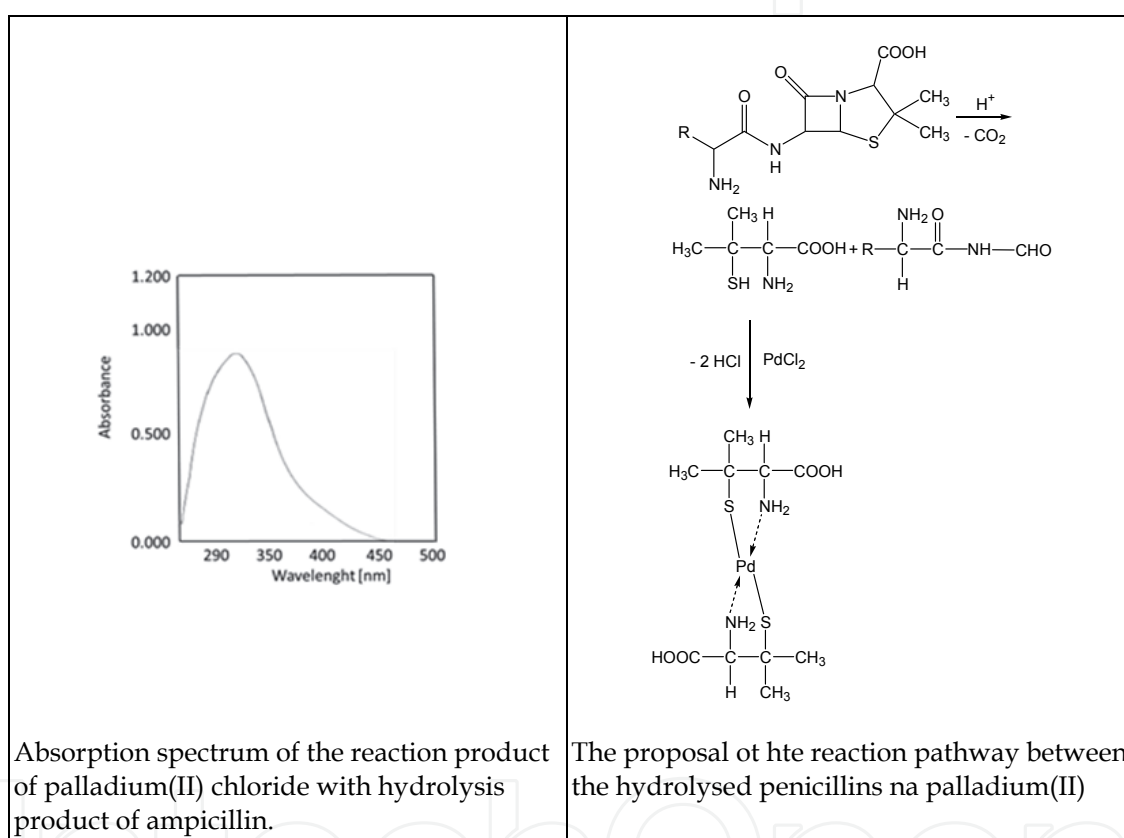 1.200
1.000
0.500
0.000
Absorbance
290 350 400 450 500
Wavelenght [nm]
Absorption spectrum of the reaction product
of palladium(II) chloride with hydrolysis
product of ampicillin.
COOH
O
O
N
CH3
CH3
S
R
N
H
NH2
H+
- CO2
CH3 H
H3C C C COOH + R C C NH CHO
SH NH2
NH2 O
H
- 2 HCl PdCl2
CH3 H
H3C C C COOH
S NH2
Pd
NH2 S
HOOC C C CH3
H CH3
The proposal ot hte reaction pathway between
the hydrolysed penicillins na palladium(II)